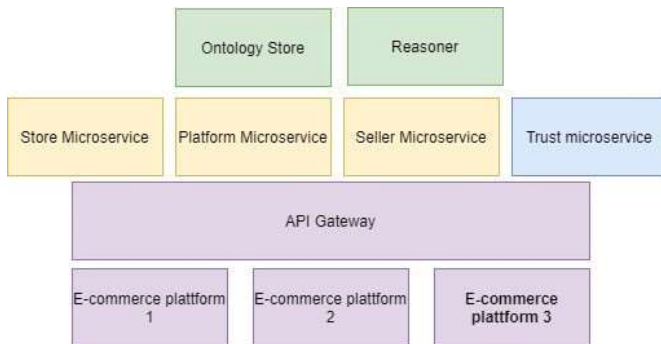 Ontology Store
Reasoner
Store Microservice
Platform Microservice
Seller Microservice
Trust microservice
API Gateway
E-commerce plattform
1
E-commerce plattform
2
E-commerce
plattform 3